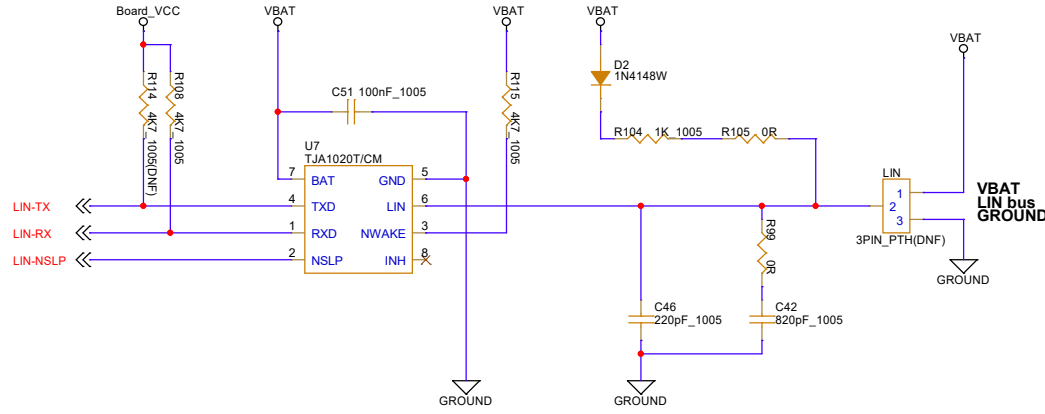 Board_VCC
VBAT
VBAT
VBAT
VBAT
R114
4K7_1005(DNF)
R108
4K7_1005
C51 100nF_1005
R115
4K7_1005
D2
1N4148W
R104 1K_1005
R105 0R
U7
TJA1020T/CM
7 BAT GND 5
LIN-TX 4 TXD LIN 6
LIN-RX 1 RXD NWAKE 3
LIN-NSLP 2 NSLP INH 8
LIN
1
2
3
3PIN_PTH(DNF)
VBAT
LIN bus
GROUND
R99
0R
C46
220pF_1005
C42
820pF_1005
GROUND
GROUND
GROUND